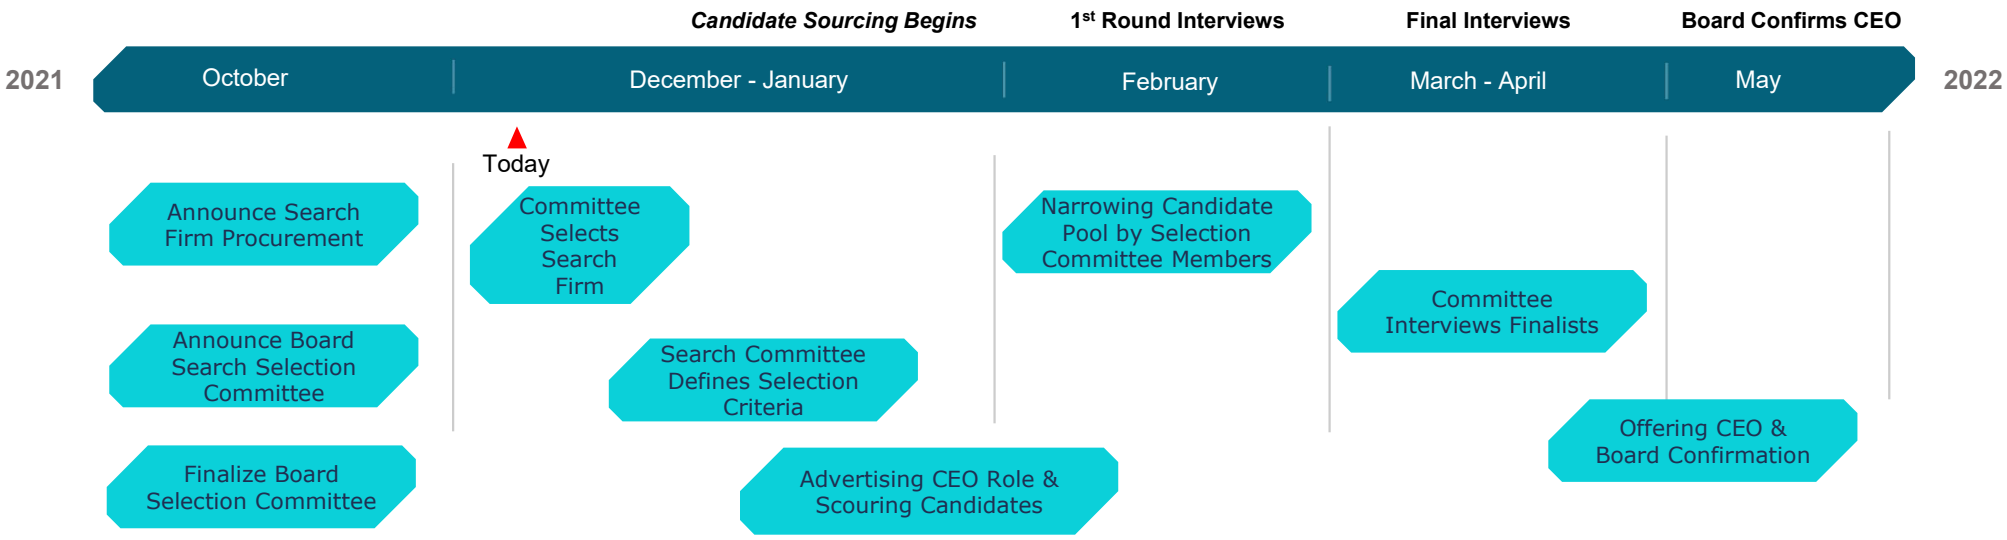 Candidate Sourcing Begins
1st Round Interviews
Final Interviews
Board Confirms CEO
2021
October
December - January
February
March - April
May
2022
Today
Announce Search
Firm Procurement
Announce Board
Search Selection
Committee
Finalize Board
Selection Committee
Committee
Selects
Search
Firm
Search Committee
Defines Selection
Criteria
Advertising CEO Role &
Scouring Candidates
Narrowing Candidate
Pool by Selection
Committee Members
Committee
Interviews Finalists
Offering CEO &
Board Confirmation